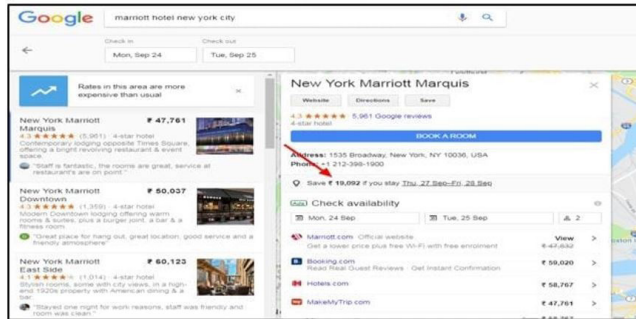 Google
marriott hotel new york city
Check in
Check out
Mon, Sep 24
Tue, Sep 25
Rates in this area are more
expensive than usual
New York Marriott
Marquis
₹ 47,761
4.3 ★★★★★ (5,961) · 4-star hotel
Contemporary lodging opposite Times Square,
offering a bright revolving restaurant & event
space.
"Staff is fantastic, the rooms are great, service at
restaurant's are on point."
New York Marriott
Downtown
₹ 50,037
4.3 ★★★★★ (1,359) · 4-star hotel
Modern Downtown lodging offering warm
rooms & suites, plus a burger joint, a bar & a
fitness room.
"Great place for hang out, great location, good service and a
friendly atmosphere"
New York Marriott
East Side
₹ 60,123
4.1 ★★★★★ (1,014) · 4-star hotel
Stylish rooms, some with city views, in a high-
end 1920s property with American dining & a
bar.
"Stayed one night for work reasons, staff was friendly and
room was clean."
New York Marriott Marquis
Website
Directions
Save
4.3 ★★★★★ 5,961 Google reviews
4-star hotel
BOOK A ROOM
Address: 1535 Broadway, New York, NY 10036, USA
Phone: +1 212-398-1900
Save ₹ 19,092 if you stay Thu, 27 Sep–Fri, 28 Sep
Ads
Check availability
Mon, 24 Sep
Tue, 25 Sep
2
Marriott.com Official website
View
Get a lower price plus free Wi-Fi with free enrolment
Booking.com
₹ 59,020
Read Real Guest Reviews Get Instant Confirmation
Hotels.com
₹ 58,767
MakeMyTrip.com
₹ 47,761